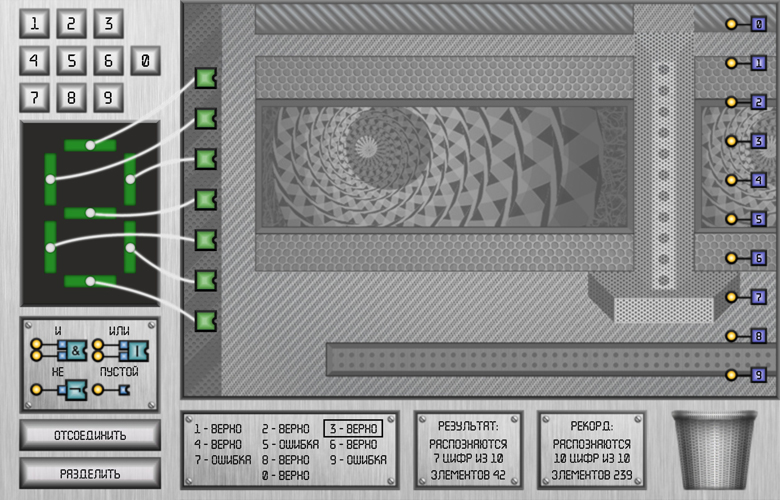 1 2 3
4 5 6 0
7 8 9
И ИЛИ
& |
НЕ ПУСТОЙ
¬
ОТСОЕДИНИТЬ
РАЗДЕЛИТЬ
0
1
2
3
4
5
6
7
8
9
1 - ВЕРНО 2 - ВЕРНО 3 - ВЕРНО
4 - ВЕРНО 5 - ОШИБКА 6 - ВЕРНО
7 - ОШИБКА 8 - ВЕРНО 9 - ОШИБКА
0 - ВЕРНО
РЕЗУЛЬТАТ:
РАСПОЗНАЮТСЯ
7 ЦИФР ИЗ 10
ЭЛЕМЕНТОВ 42
РЕКОРД:
РАСПОЗНАЮТСЯ
10 ЦИФР ИЗ 10
ЭЛЕМЕНТОВ 239